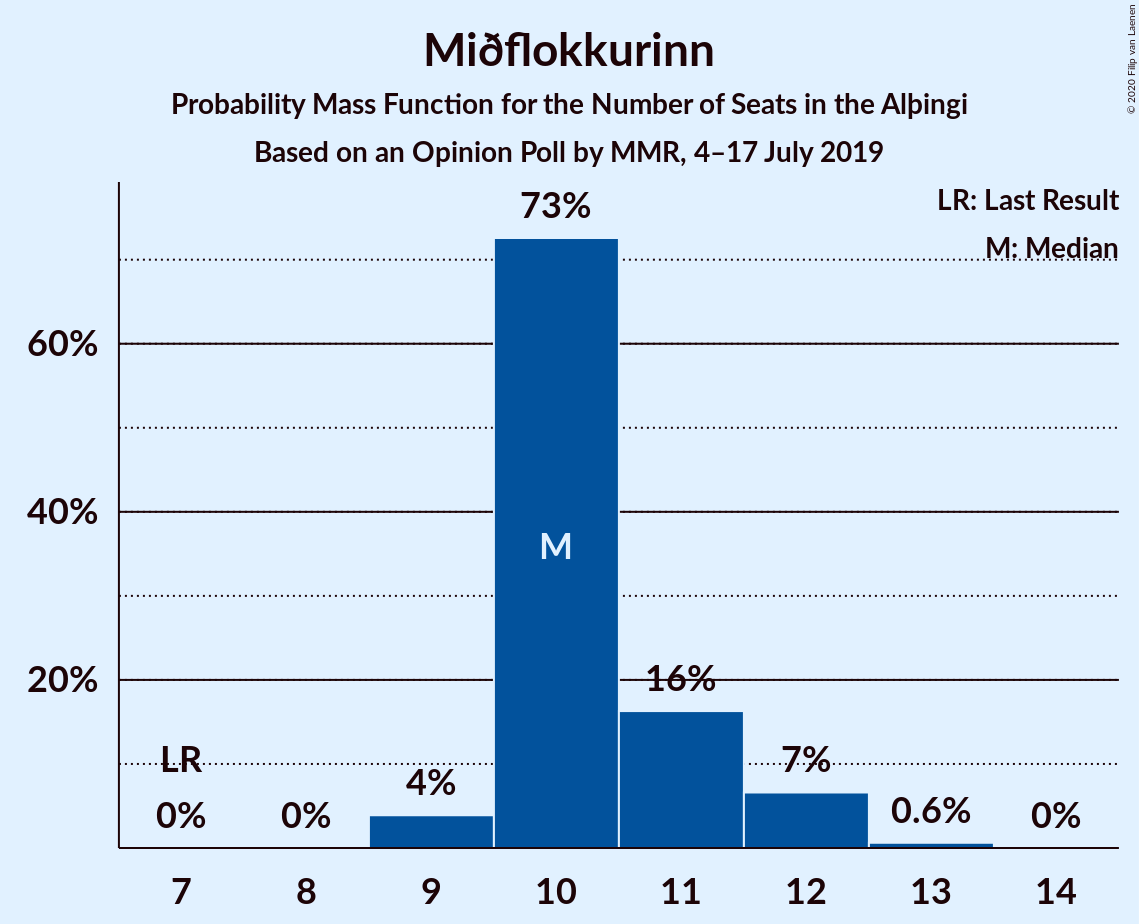 Miðflokkurinn
Probability Mass Function for the Number of Seats in the Alþingi
Based on an Opinion Poll by MMR, 4–17 July 2019
© 2020 Filip van Laenen
LR: Last Result
M: Median
73%
60%
40%
20%
M
16%
LR
7%
4%
0%
0%
0.6%
0%
7 8 9 10 11 12 13 14